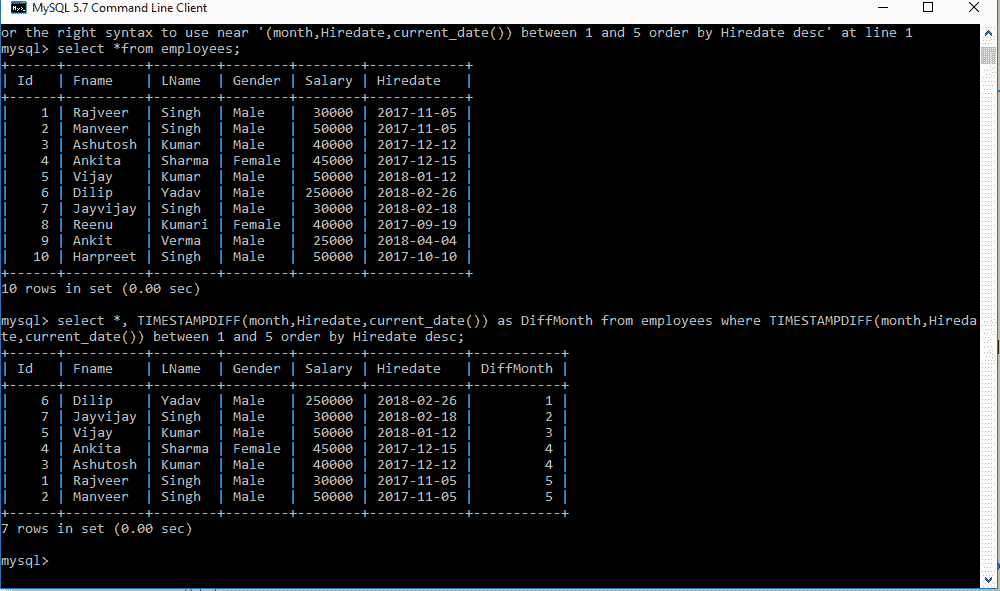 MySQL 5.7 Command Line Client
or the right syntax to use near '(month,Hiredate,current_date()) between 1 and 5 order by Hiredate desc' at line 1
mysql> select *from employees;
+------+----------+--------+--------+--------+------------+
| Id   | Fname    | LName  | Gender | Salary | Hiredate   |
+------+----------+--------+--------+--------+------------+
|    1 | Rajveer  | Singh  | Male   |  30000 | 2017-11-05 |
|    2 | Manveer  | Singh  | Male   |  50000 | 2017-11-05 |
|    3 | Ashutosh | Kumar  | Male   |  40000 | 2017-12-12 |
|    4 | Ankita   | Sharma | Female |  45000 | 2017-12-15 |
|    5 | Vijay    | Kumar  | Male   |  50000 | 2018-01-12 |
|    6 | Dilip    | Yadav  | Male   | 250000 | 2018-02-26 |
|    7 | Jayvijay | Singh  | Male   |  30000 | 2018-02-18 |
|    8 | Reenu    | Kumari | Female |  40000 | 2017-09-19 |
|    9 | Ankit    | Verma  | Male   |  25000 | 2018-04-04 |
|   10 | Harpreet | Singh  | Male   |  50000 | 2017-10-10 |
+------+----------+--------+--------+--------+------------+
10 rows in set (0.00 sec)
mysql> select *, TIMESTAMPDIFF(month,Hiredate,current_date()) as DiffMonth from employees where TIMESTAMPDIFF(month,Hireda
te,current_date()) between 1 and 5 order by Hiredate desc;
+------+----------+--------+--------+--------+------------+-----------+
| Id   | Fname    | LName  | Gender | Salary | Hiredate   | DiffMonth |
+------+----------+--------+--------+--------+------------+-----------+
|    6 | Dilip    | Yadav  | Male   | 250000 | 2018-02-26 |         1 |
|    7 | Jayvijay | Singh  | Male   |  30000 | 2018-02-18 |         2 |
|    5 | Vijay    | Kumar  | Male   |  50000 | 2018-01-12 |         3 |
|    4 | Ankita   | Sharma | Female |  45000 | 2017-12-15 |         4 |
|    3 | Ashutosh | Kumar  | Male   |  40000 | 2017-12-12 |         4 |
|    1 | Rajveer  | Singh  | Male   |  30000 | 2017-11-05 |         5 |
|    2 | Manveer  | Singh  | Male   |  50000 | 2017-11-05 |         5 |
+------+----------+--------+--------+--------+------------+-----------+
7 rows in set (0.00 sec)
mysql>